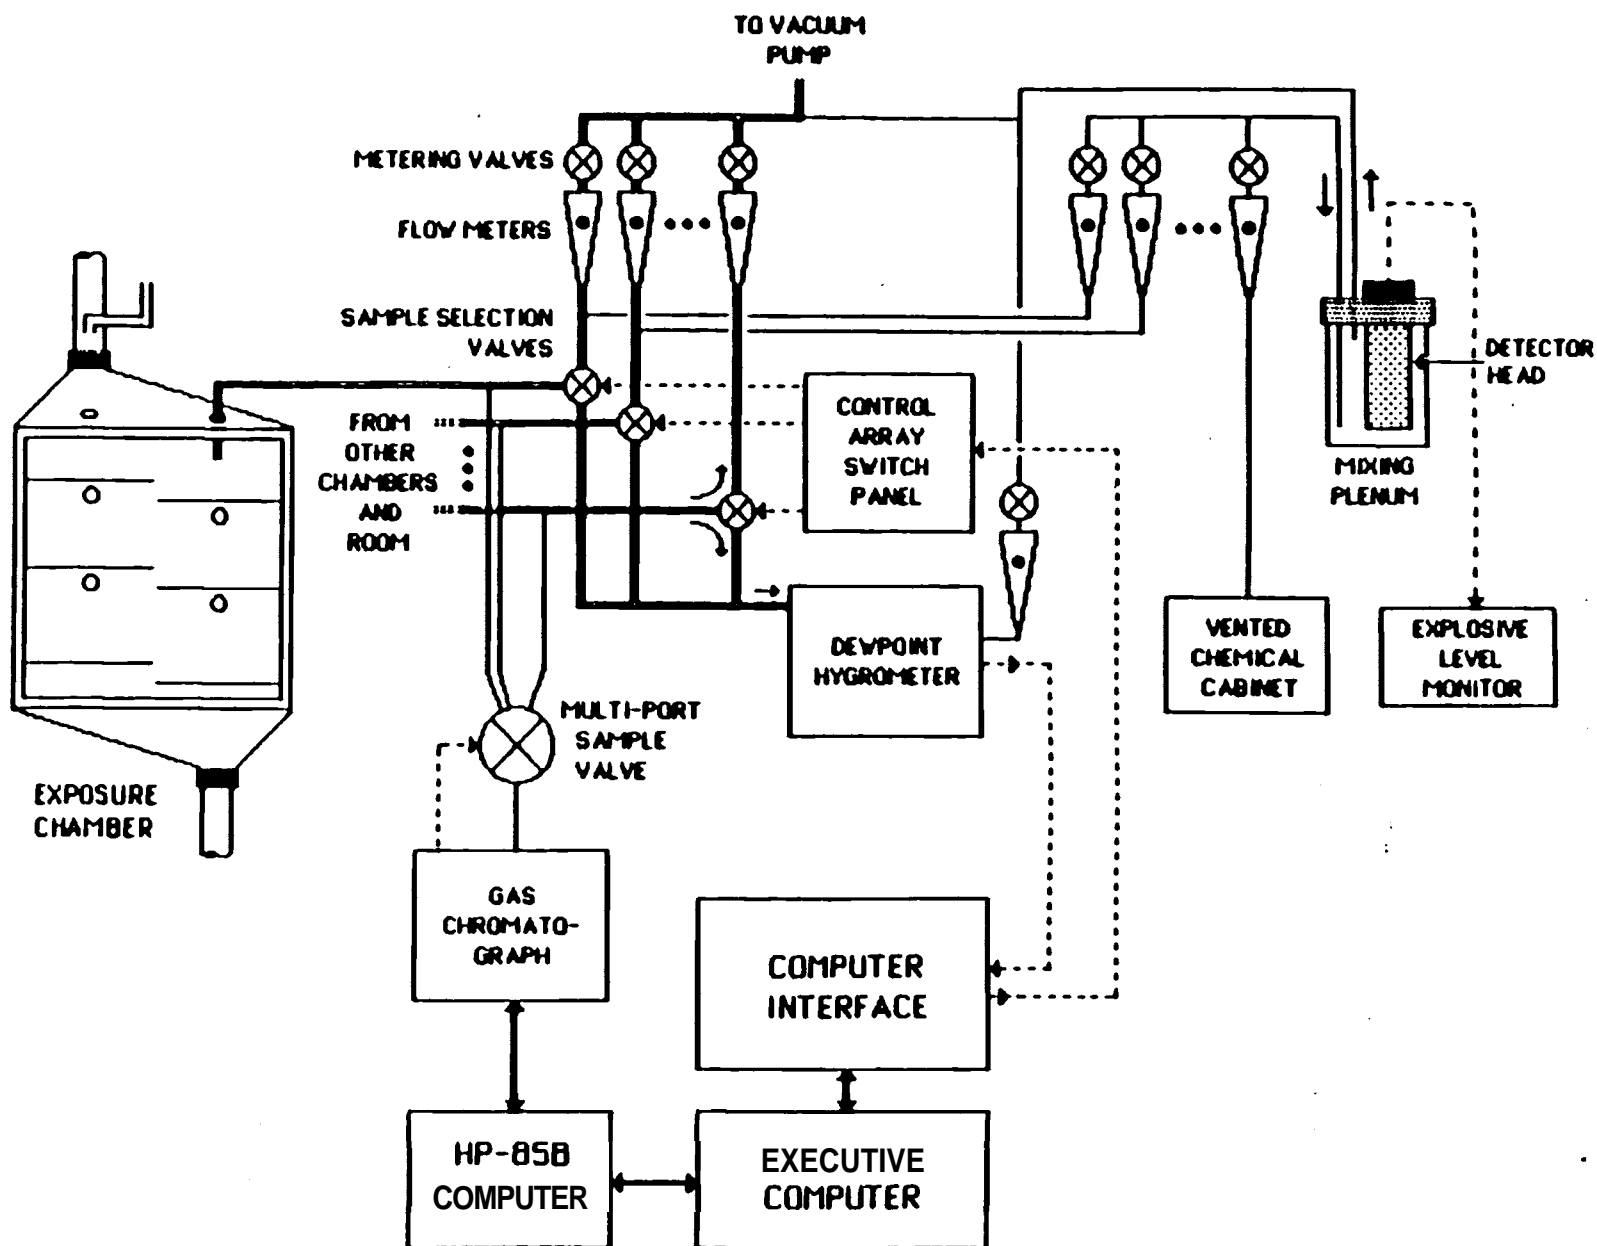 TO VACUUM
PUMP
METERING VALVES
FLOW METERS
SAMPLE SELECTION
VALVES
FROM
OTHER
CHAMBERS
AND
ROOM
CONTROL
ARRAY
SWITCH
PANEL
DETECTOR
HEAD
MIXING
PLENUM
DEWPOINT
HYGROMETER
VENTED
CHEMICAL
CABINET
EXPLOSIVE
LEVEL
MONITOR
MULTI-PORT
SAMPLE
VALVE
EXPOSURE
CHAMBER
GAS
CHROMATO-
GRAPH
COMPUTER
INTERFACE
HP-85B
COMPUTER
EXECUTIVE
COMPUTER